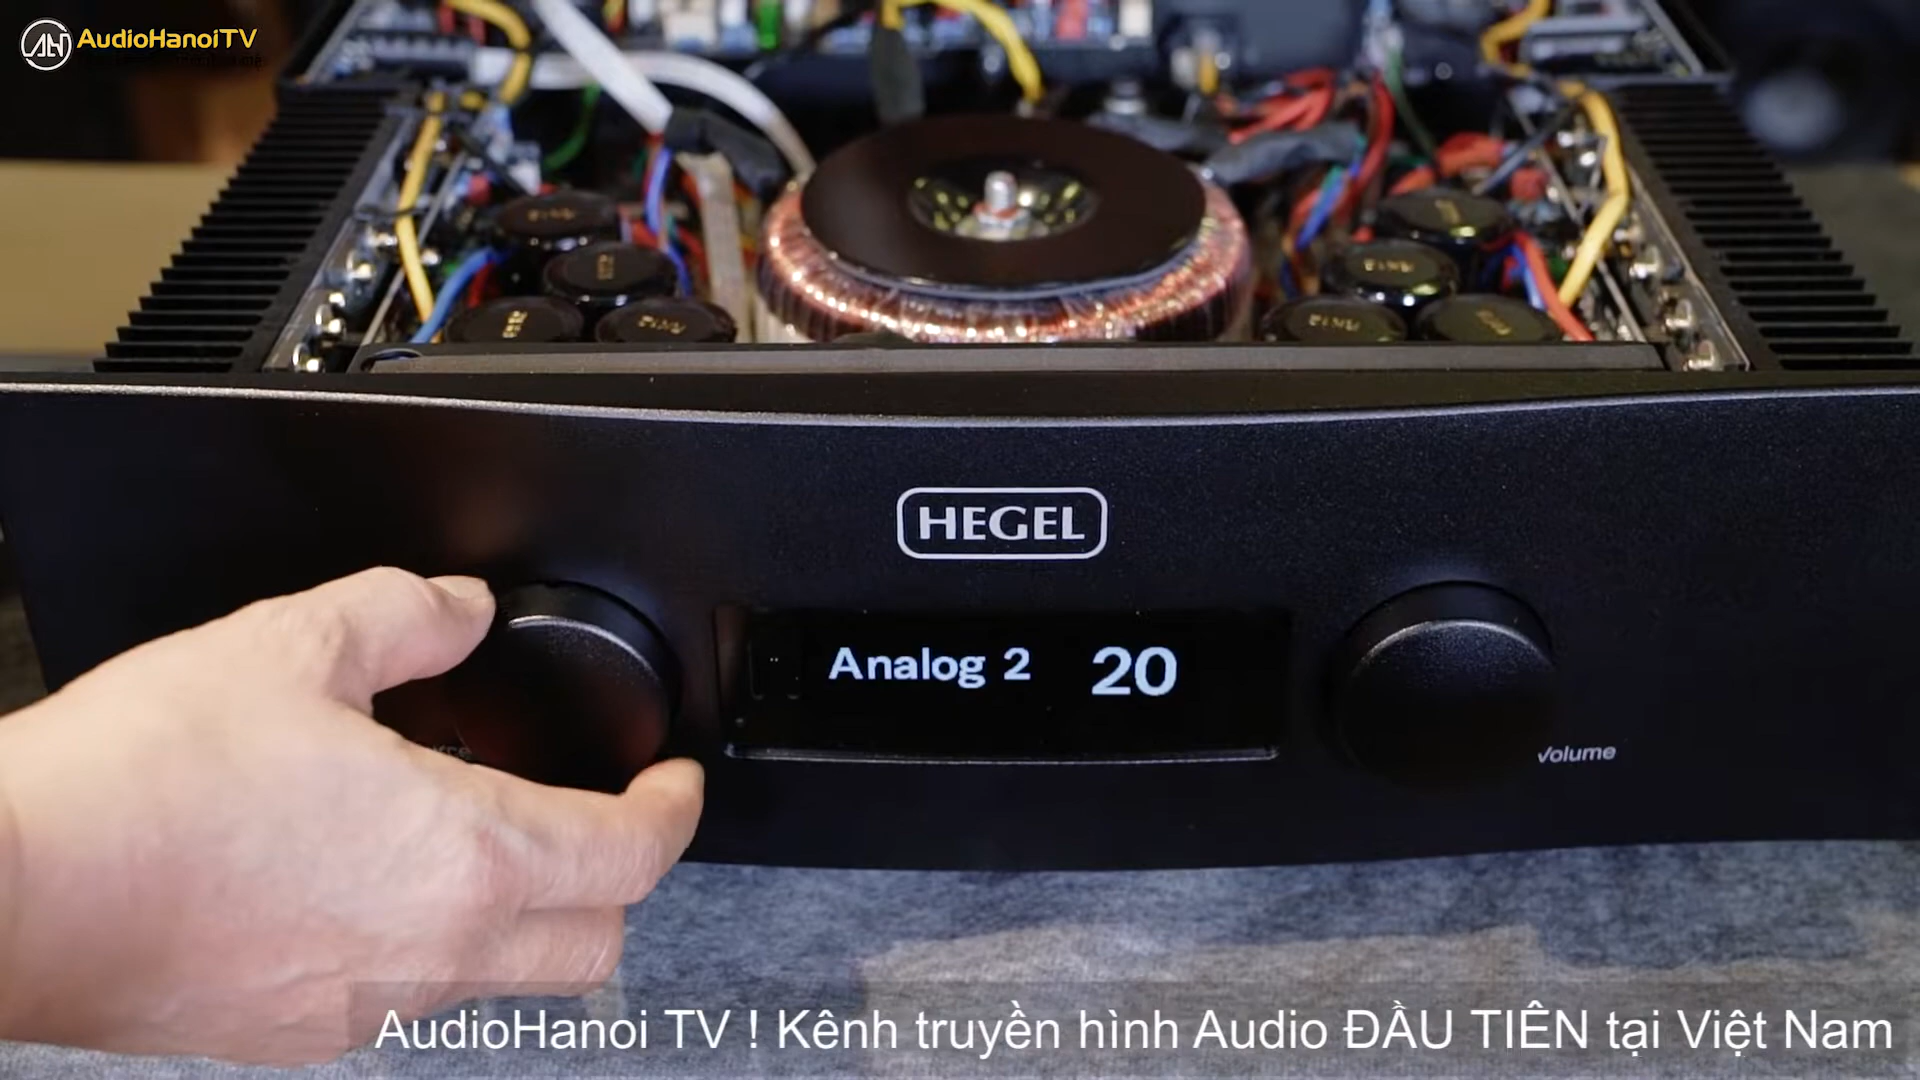 AudioHanoiTV
HEGEL
Analog 2 20
Volume
AudioHanoi TV ! Kênh truyền hình Audio ĐẦU TIÊN tại Việt Nam